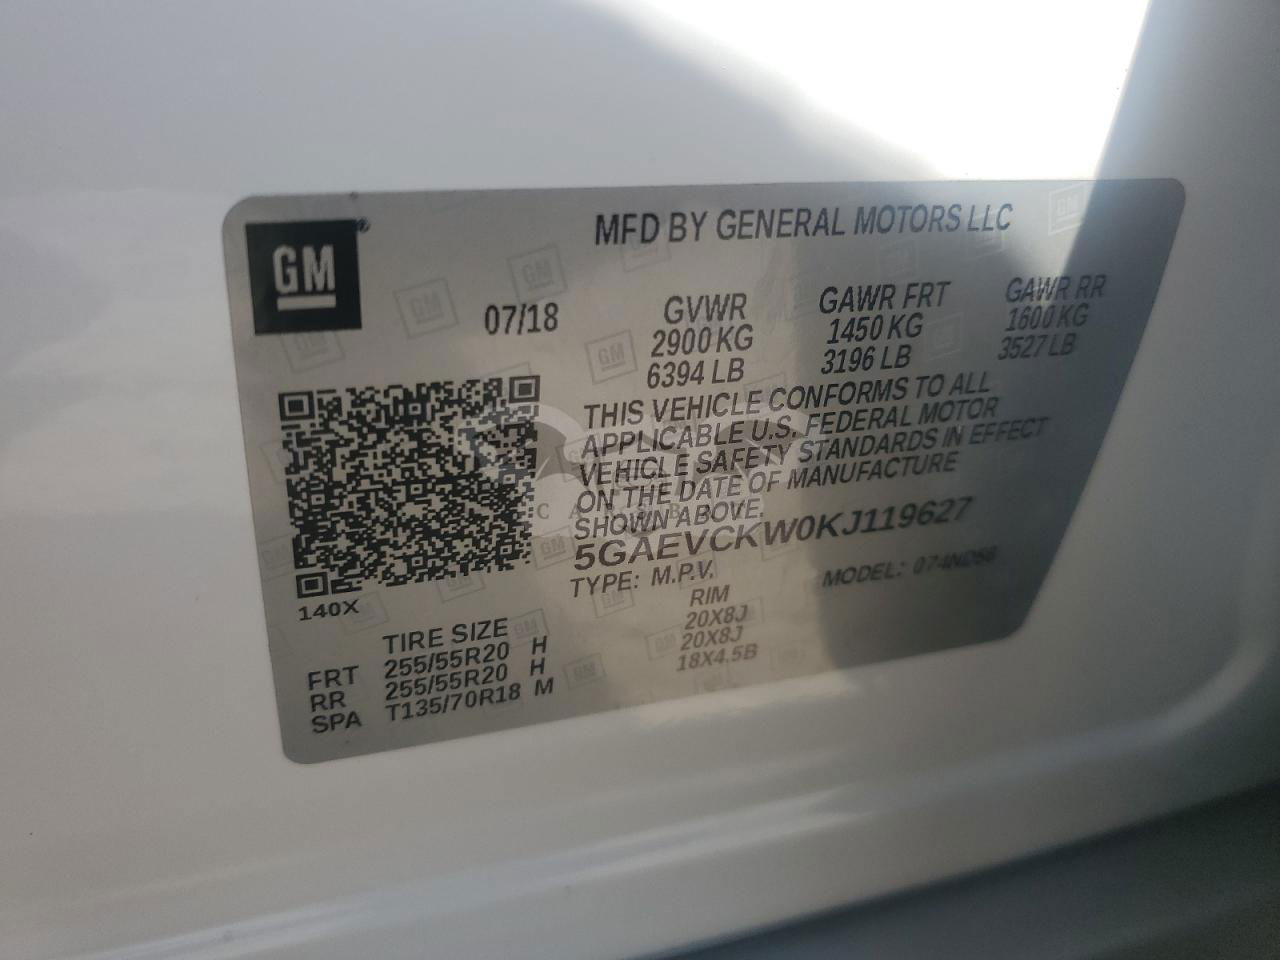 GM
MFD BY GENERAL MOTORS LLC
07/18
GVWR
2900 KG
6394 LB
GAWR FRT
1450 KG
3196 LB
GAWR RR
1600 KG
3527 LB
THIS VEHICLE CONFORMS TO ALL
APPLICABLE U.S. FEDERAL MOTOR
VEHICLE SAFETY STANDARDS IN EFFECT
ON THE DATE OF MANUFACTURE
SHOWN ABOVE.
5GAEVCKW0KJ119627
TYPE: M.P.V.
MODEL:
140X
TIRE SIZE
RIM
FRT 255/55R20 H 20X8J
RR 255/55R20 H 20X8J
SPA T135/70R18 M 18X4.5B